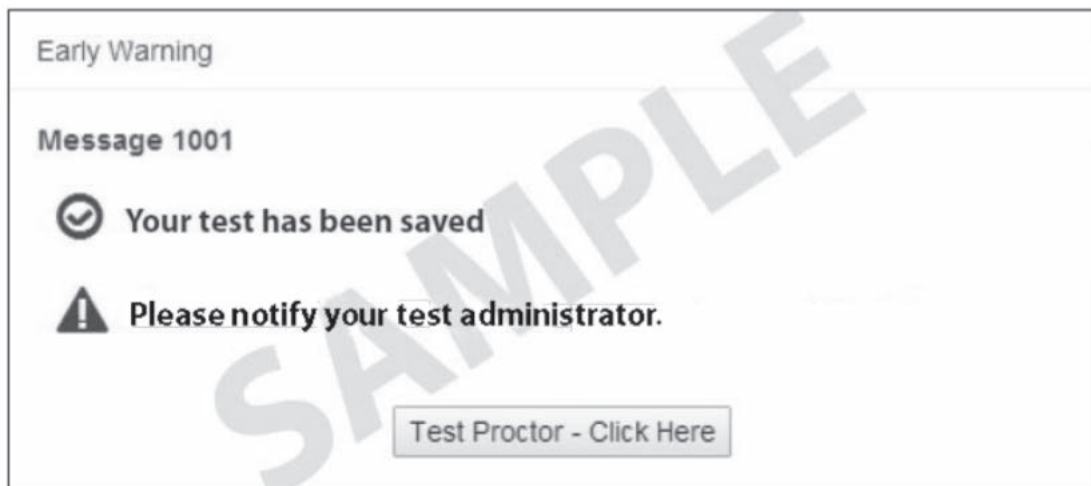 Early Warning
Message 1001
Your test has been saved
Please notify your test administrator.
Test Proctor - Click Here
SAMPLE